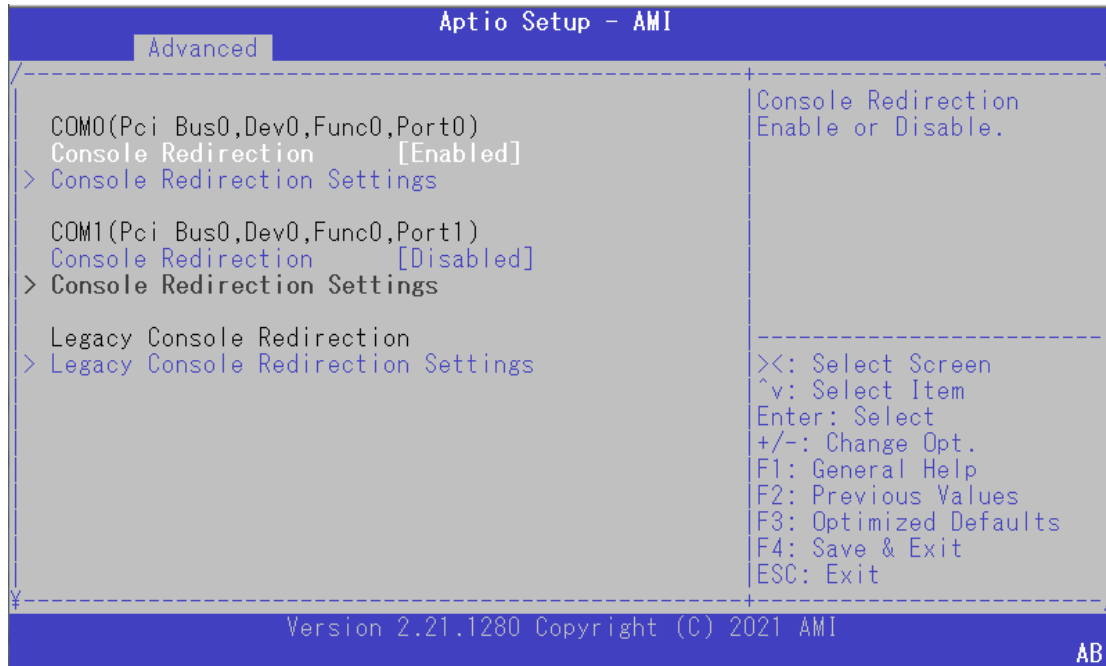 Aptio Setup - AMI
Advanced
COM0(Pci Bus0,Dev0,Func0,Port0)
Console Redirection [Enabled]
> Console Redirection Settings
COM1(Pci Bus0,Dev0,Func0,Port1)
Console Redirection [Disabled]
> Console Redirection Settings
Legacy Console Redirection
> Legacy Console Redirection Settings
Console Redirection
Enable or Disable.
><: Select Screen
^v: Select Item
Enter: Select
+/-: Change Opt.
F1: General Help
F2: Previous Values
F3: Optimized Defaults
F4: Save & Exit
ESC: Exit
Version 2.21.1280 Copyright (C) 2021 AMI
AB